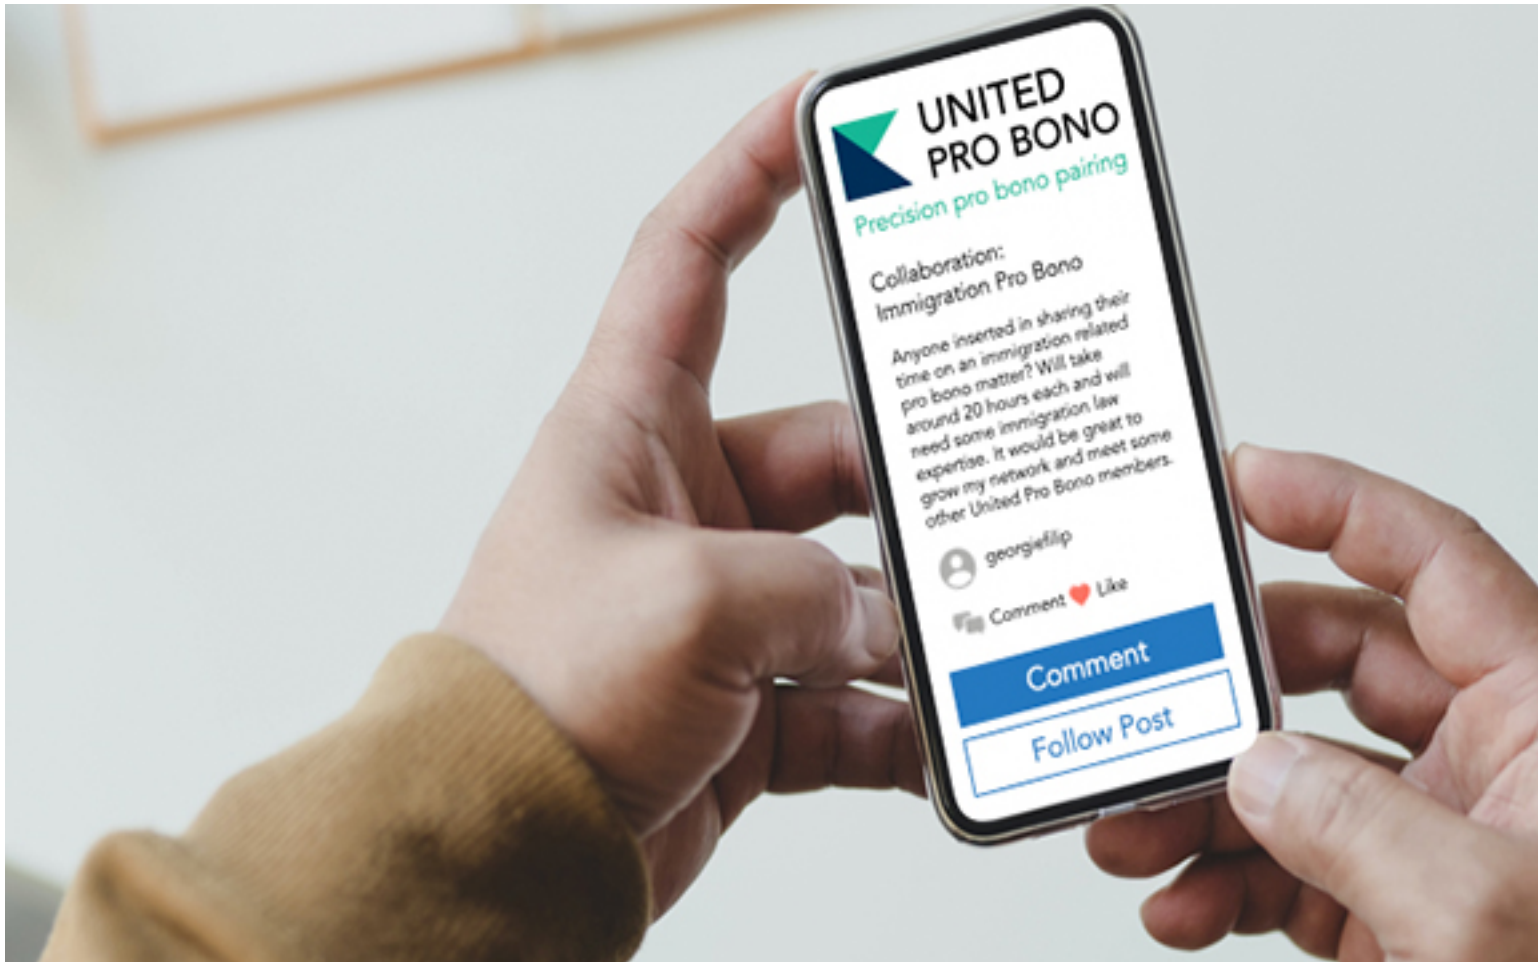 UNITED
PRO BONO
Precision pro bono pairing
Collaboration:
Immigration Pro Bono
Anyone inserted in sharing their
time on an immigration related
pro bono matter? Will take
around 20 hours each and will
need some immigration law
expertise. It would be great to
grow my network and meet some
other United Pro Bono members.
georgiefilip
Comment Like
Comment
Follow Post